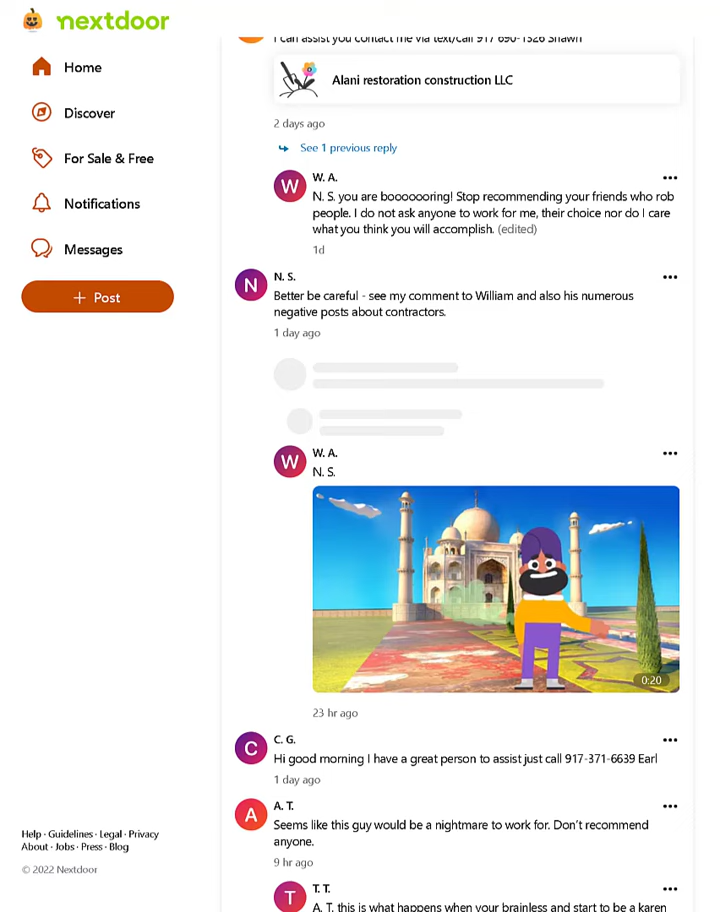 nextdoor
Home
Discover
For Sale & Free
Notifications
Messages
+ Post
Help · Guidelines · Legal · Privacy
About · Jobs · Press · Blog
© 2022 Nextdoor
I can assist you contact me via text/call 917 690-1326 Shawn
Alani restoration construction LLC
2 days ago
See 1 previous reply
W
W. A.
N. S. you are booooooring! Stop recommending your friends who rob
people. I do not ask anyone to work for me, their choice nor do I care
what you think you will accomplish. (edited)
1d
N
N. S.
Better be careful - see my comment to William and also his numerous
negative posts about contractors.
1 day ago
W
W. A.
N. S.
0:20
23 hr ago
C
C. G.
Hi good morning I have a great person to assist just call 917-371-6639 Earl
1 day ago
A
A. T.
Seems like this guy would be a nightmare to work for. Don't recommend
anyone.
9 hr ago
T
T. T.
A. T. this is what happens when your brainless and start to be a karen